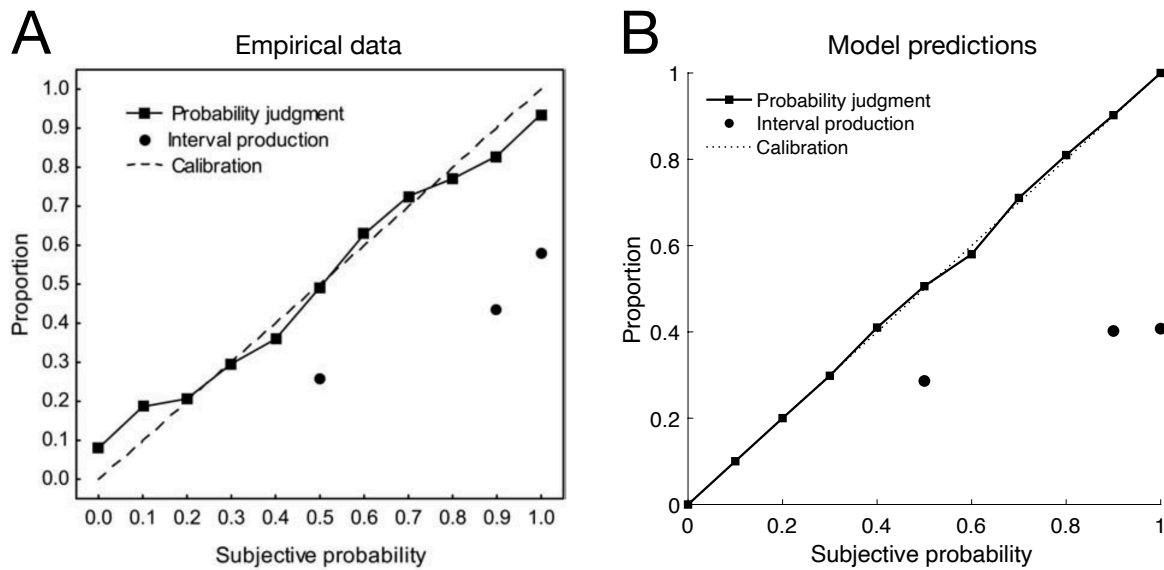 A
Empirical data
1.0
0.9
0.8
0.7
0.6
0.5
0.4
0.3
0.2
0.1
0.0
Proportion
Probability judgment
Interval production
Calibration
0.0 0.1 0.2 0.3 0.4 0.5 0.6 0.7 0.8 0.9 1.0
Subjective probability
B
Model predictions
1
0.8
0.6
0.4
0.2
0
Proportion
Probability judgment
Interval production
Calibration
0 0.2 0.4 0.6 0.8 1
Subjective probability